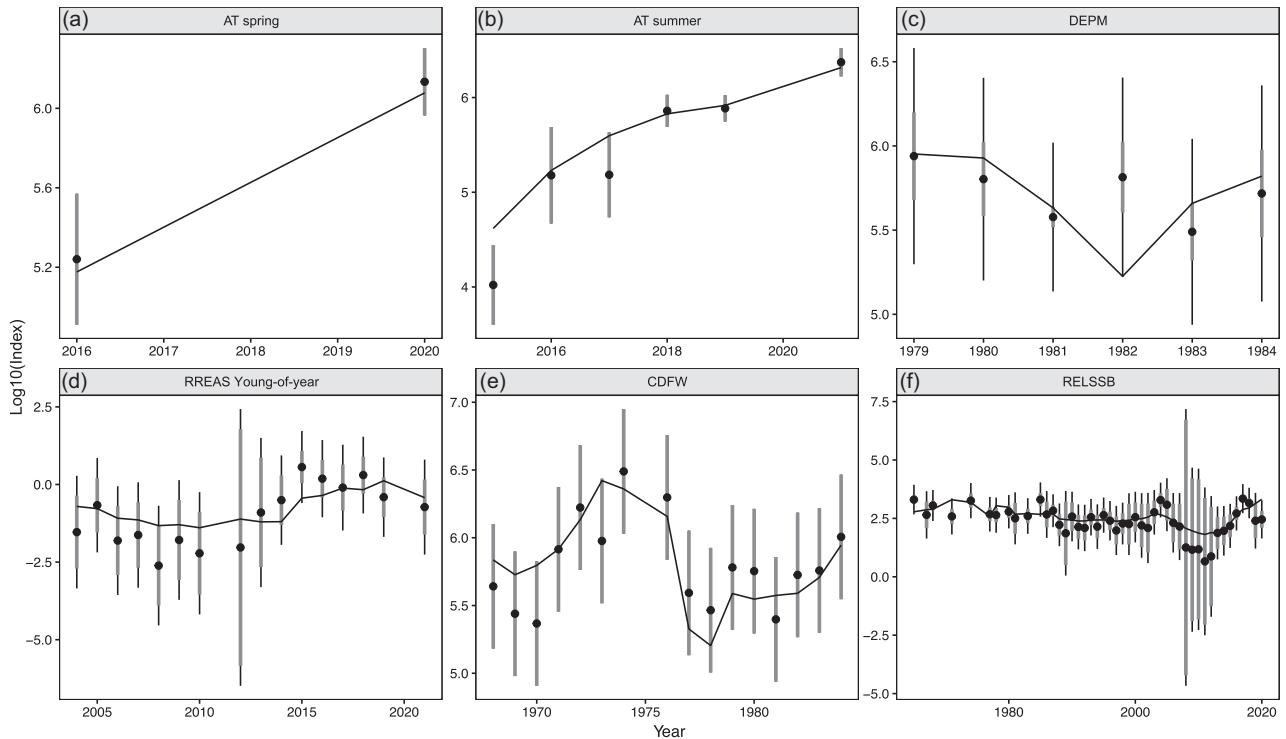 (a) AT spring
(b) AT summer
(c) DEPM
6.0
5.6
5.2
2016 2017 2018 2019 2020
6
5
4
2016 2018 2020
6.5
6.0
5.5
5.0
1979 1980 1981 1982 1983 1984
Log10(Index)
(d) RREAS Young-of-year
(e) CDFW
(f) RELSSB
2.5
0.0
−2.5
−5.0
2005 2010 2015 2020
7.0
6.5
6.0
5.5
5.0
1970 1975 1980
7.5
5.0
2.5
0.0
−2.5
−5.0
1980 2000 2020
Year